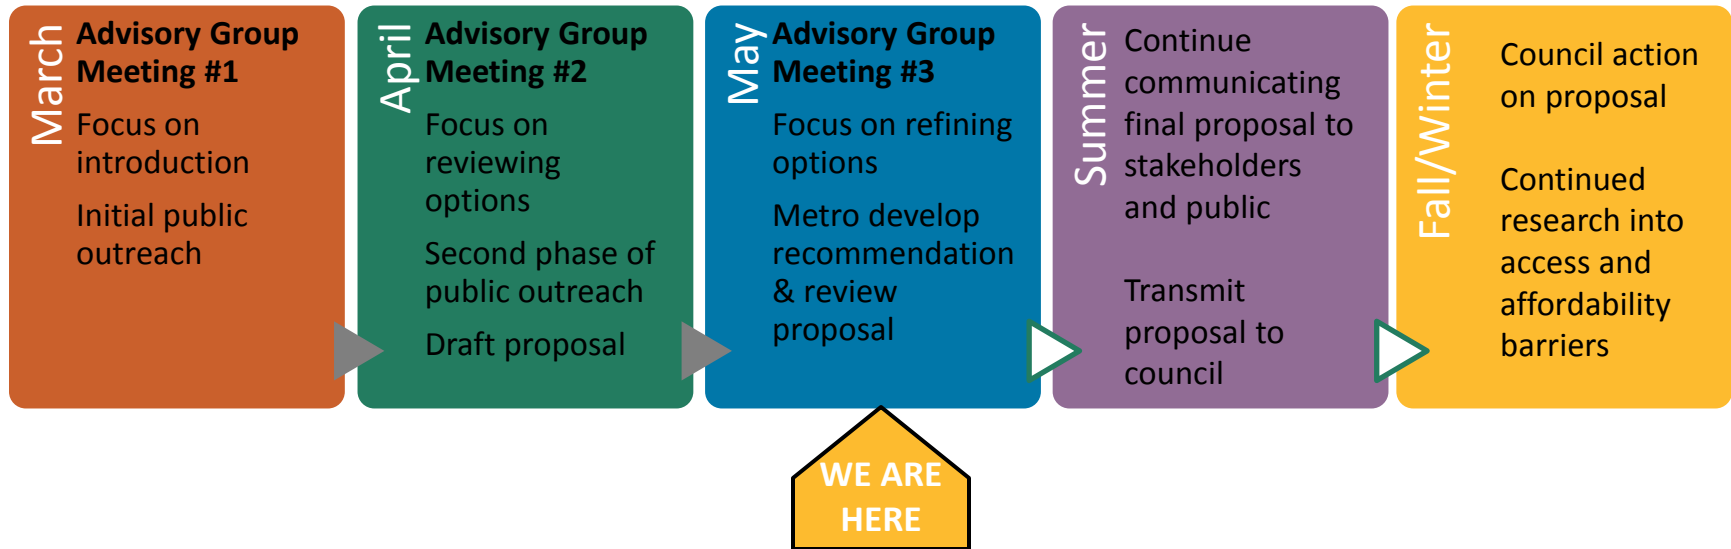 March
Advisory Group
Meeting #1
Focus on
introduction
Initial public
outreach
April
Advisory Group
Meeting #2
Focus on
reviewing
options
Second phase of
public outreach
Draft proposal
May
Advisory Group
Meeting #3
Focus on refining
options
Metro develop
recommendation
& review
proposal
Summer
Continue
communicating
final proposal to
stakeholders
and public
Transmit
proposal to
council
Fall/Winter
Council action
on proposal
Continued
research into
access and
affordability
barriers
WE ARE
HERE